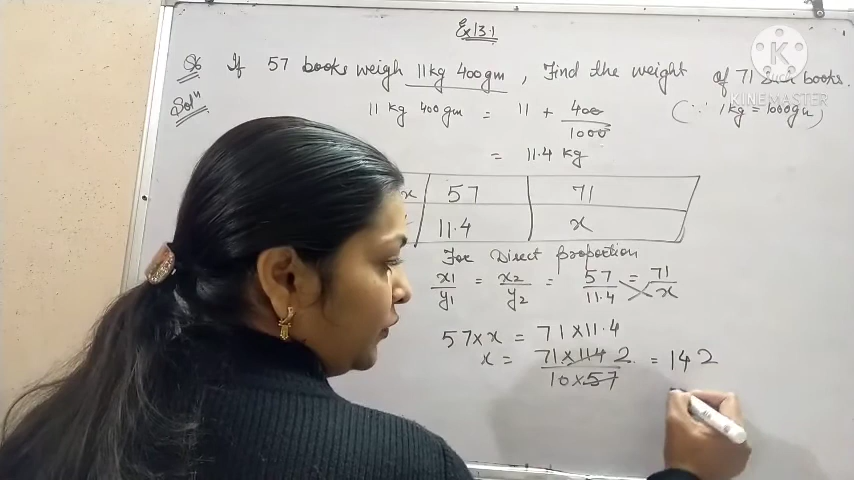 Ex 13.1
Q6 If 57 books weigh 11kg 400gm, Find the weight of 71 such books.
Solⁿ 11 kg 400 gm = 11 + 400/1000 (∵ 1kg = 1000gm)
= 11.4 kg
x 57 71
11.4 x
For Direct proportion
x1/y1 = x2/y2 = 57/11.4 = 71/x
57 × x = 71 × 11.4
x = 71 × 114 2 / 10 × 57 = 142
K
KINEMASTER